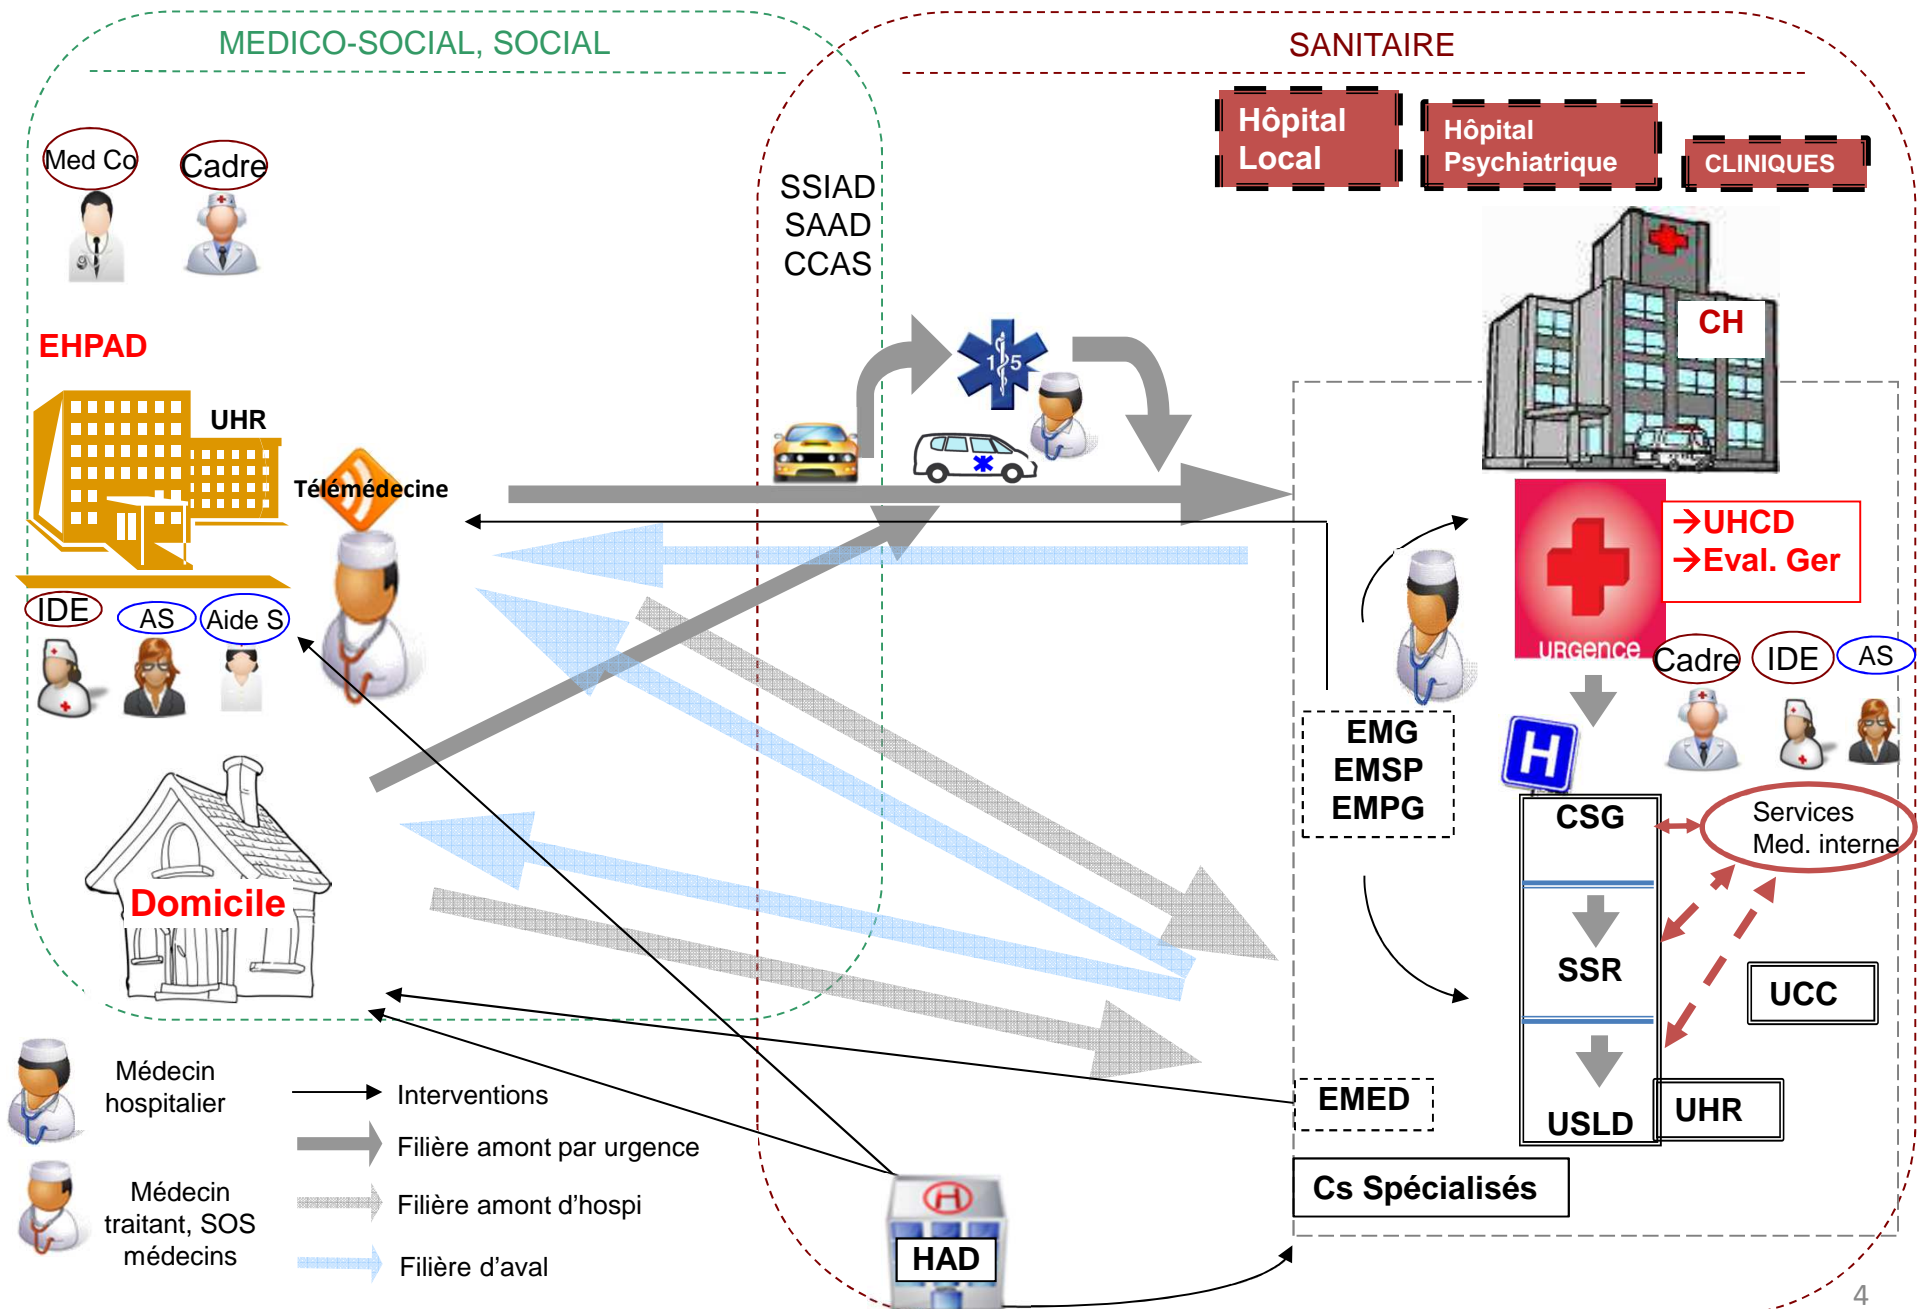 MEDICO-SOCIAL, SOCIAL
SANITAIRE
Hôpital
Local
Hôpital
Psychiatrique
CLINIQUES
Med Co
Cadre
SSIAD
SAAD
CCAS
EHPAD
UHR
Télémédecine
15
CH
→UHCD
→Eval. Ger
URGENCE
IDE
AS
Aide S
Cadre
IDE
AS
EMG
EMSP
EMPG
H
CSG
SSR
USLD
Services
Med. interne
UCC
UHR
Domicile
EMED
Cs Spécialisés
H
HAD
Médecin
hospitalier
Médecin
traitant, SOS
médecins
Interventions
Filière amont par urgence
Filière amont d'hospi
Filière d'aval
4